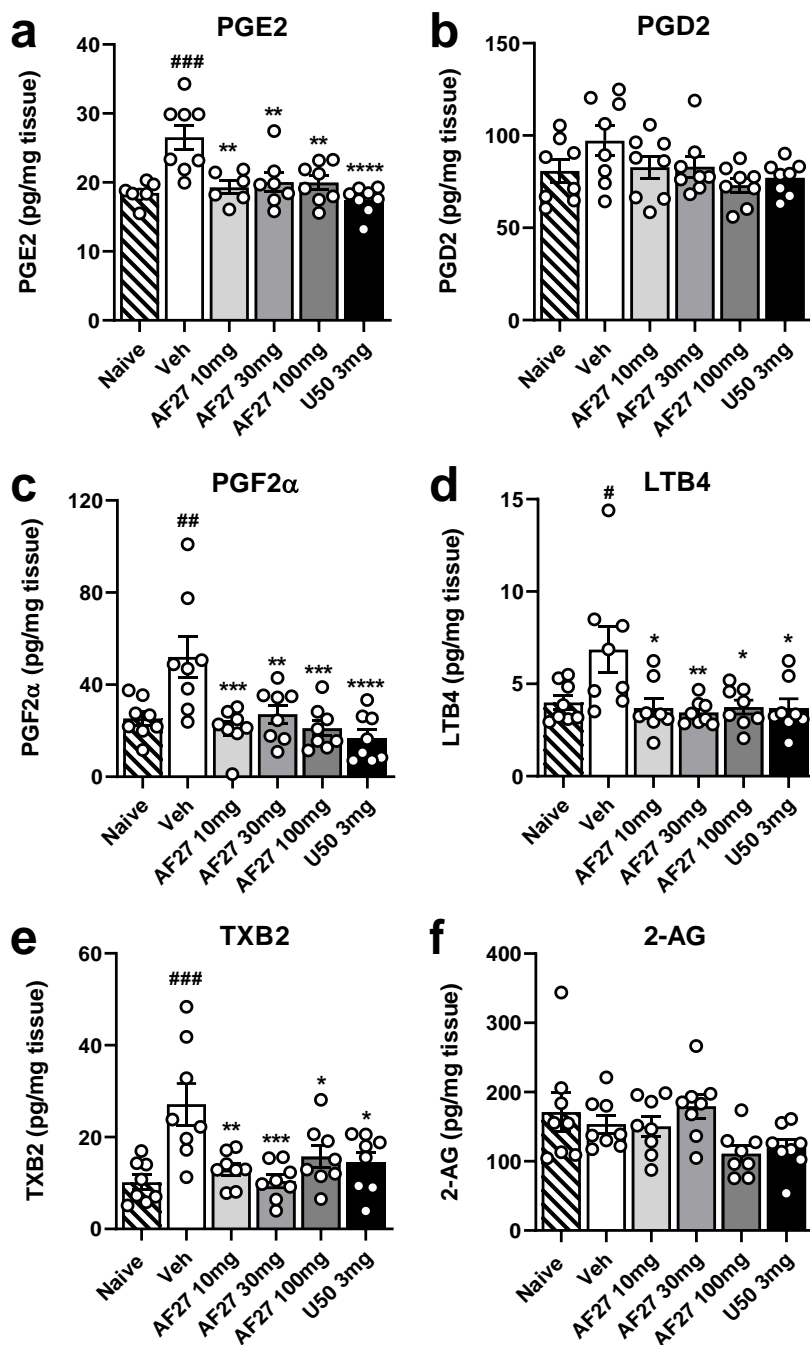 a
PGE2
PGE2 (pg/mg tissue)
40
30
20
10
0
###
**
**
**
****
Naive
Veh
AF27 10mg
AF27 30mg
AF27 100mg
U50 3mg
b
PGD2
PGD2 (pg/mg tissue)
150
100
50
0
Naive
Veh
AF27 10mg
AF27 30mg
AF27 100mg
U50 3mg
c
PGF2α
PGF2α (pg/mg tissue)
120
80
40
0
##
***
**
***
****
Naive
Veh
AF27 10mg
AF27 30mg
AF27 100mg
U50 3mg
d
LTB4
LTB4 (pg/mg tissue)
15
10
5
0
#
*
**
*
*
Naive
Veh
AF27 10mg
AF27 30mg
AF27 100mg
U50 3mg
e
TXB2
TXB2 (pg/mg tissue)
60
40
20
0
###
**
***
*
*
Naive
Veh
AF27 10mg
AF27 30mg
AF27 100mg
U50 3mg
f
2-AG
2-AG (pg/mg tissue)
400
300
200
100
0
Naive
Veh
AF27 10mg
AF27 30mg
AF27 100mg
U50 3mg